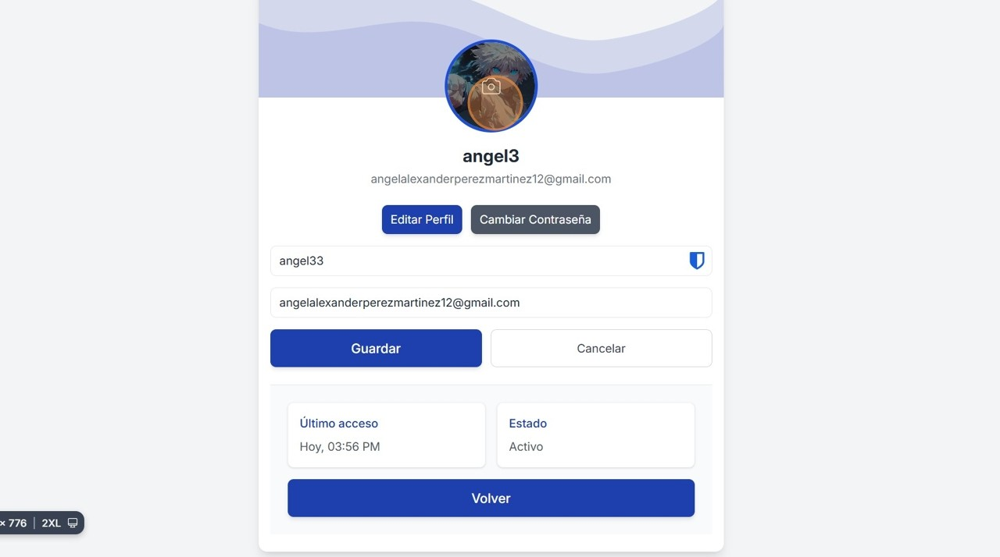 angel3
angelalexanderperezmartinez12@gmail.com
Editar Perfil Cambiar Contraseña
angel33
angelalexanderperezmartinez12@gmail.com
Guardar Cancelar
Último acceso
Hoy, 03:56 PM
Estado
Activo
Volver
× 776 | 2XL